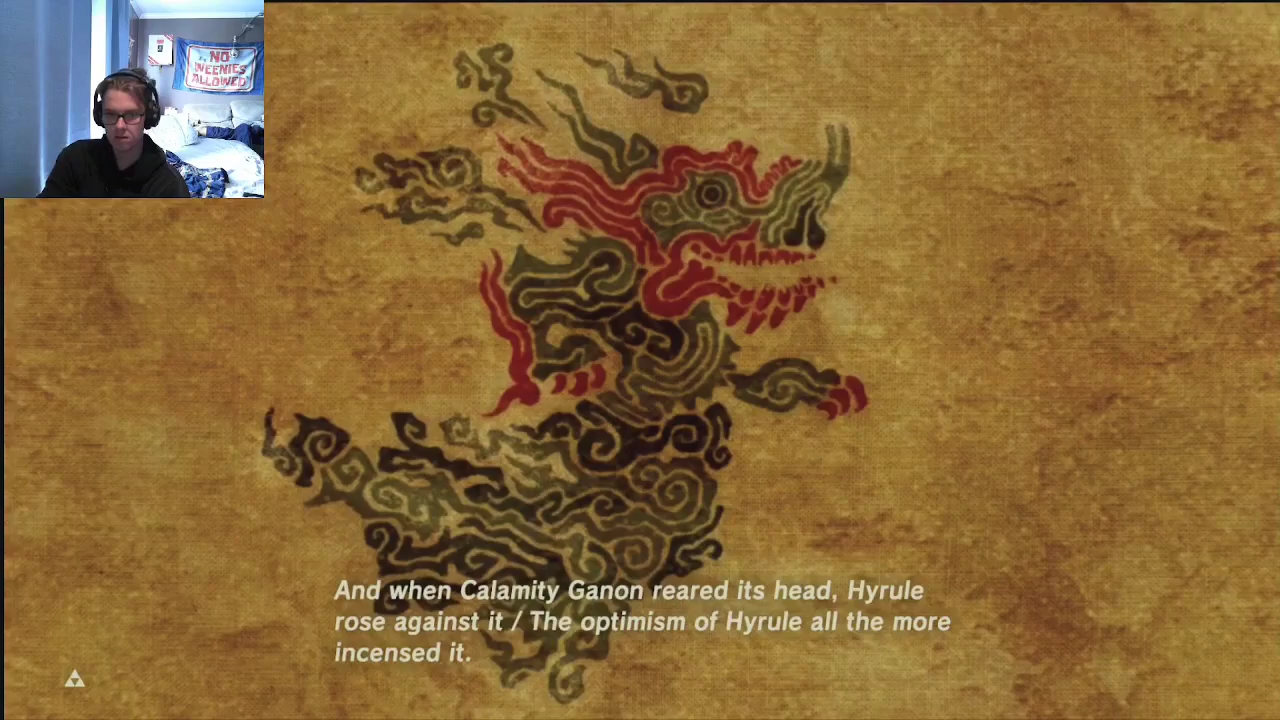 NO
WEENIES
ALLOWED
And when Calamity Ganon reared its head, Hyrule
rose against it / The optimism of Hyrule all the more
incensed it.